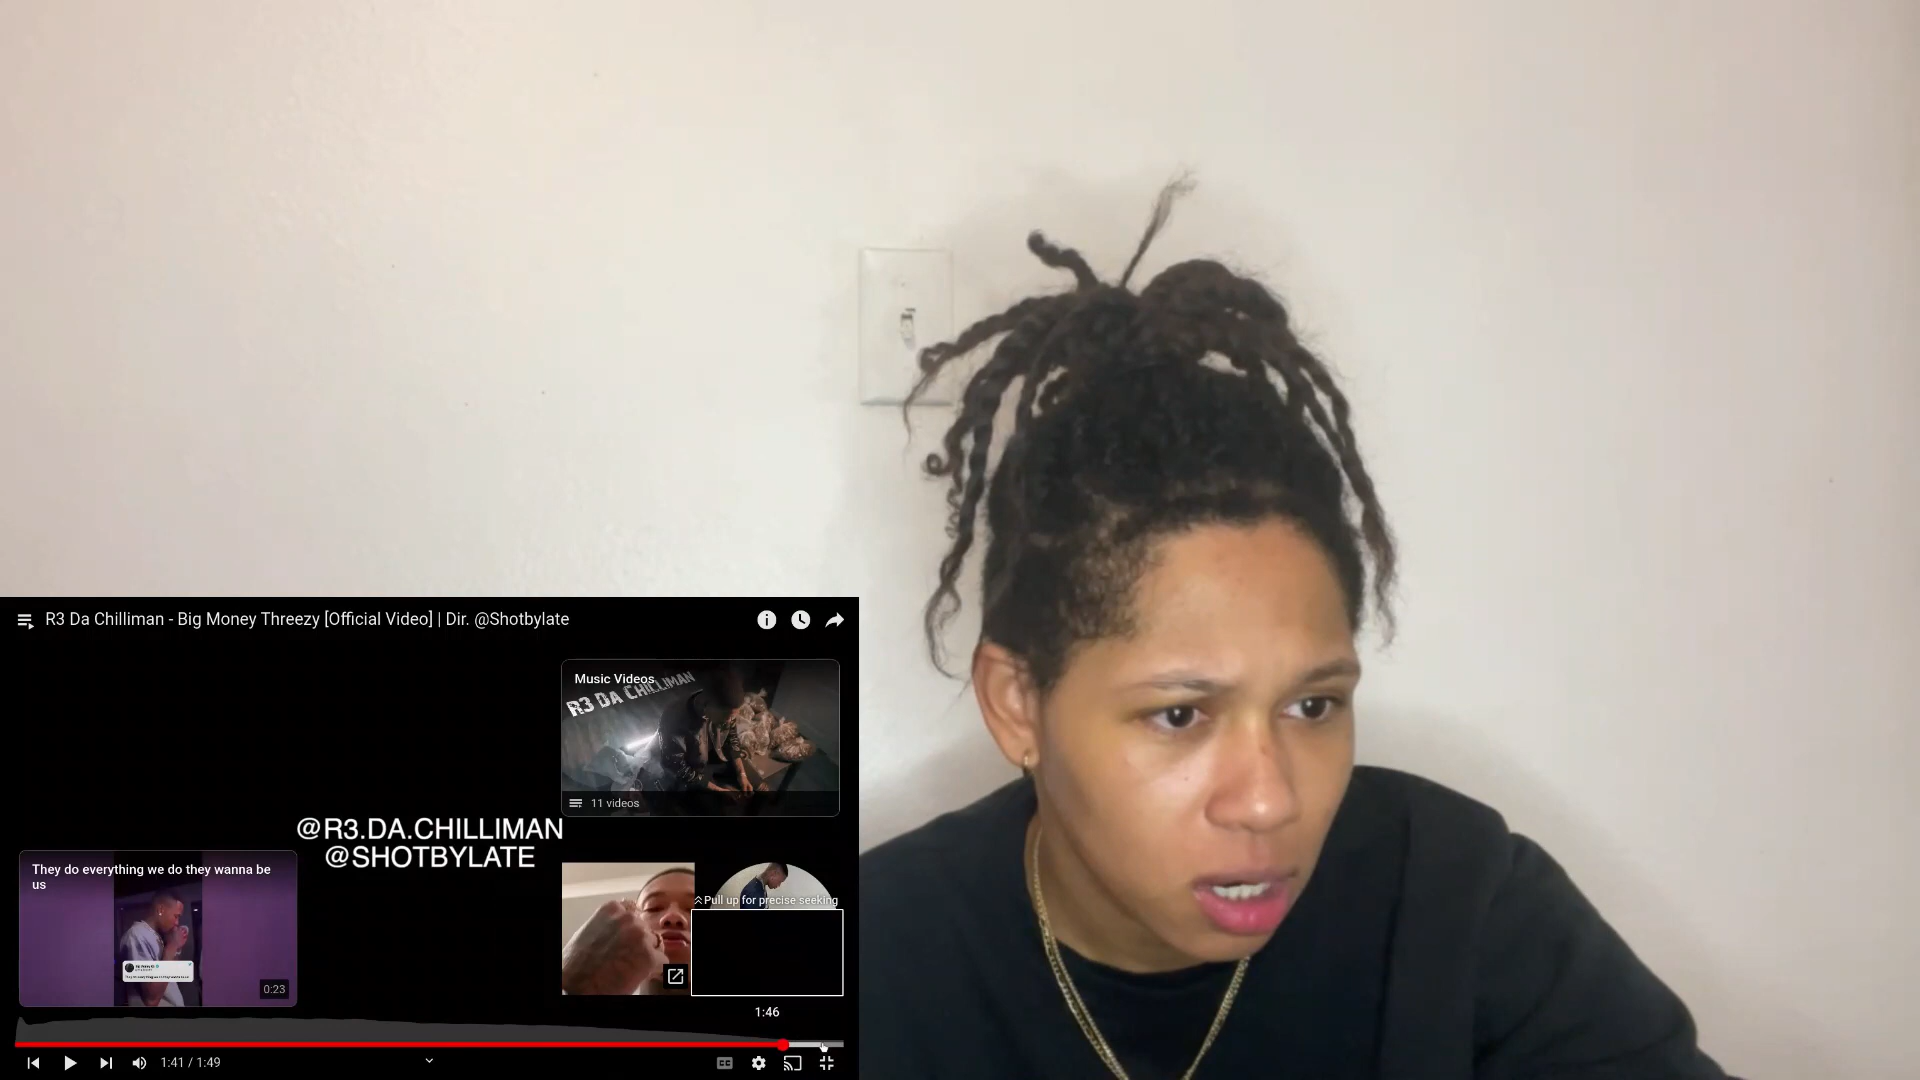 R3 Da Chilliman - Big Money Threezy [Official Video] | Dir. @Shotbylate
Music Videos
R3 DA CHILLIMAN
11 videos
@R3.DA.CHILLIMAN
@SHOTBYLATE
They do everything we do they wanna be
us
0:23
Pull up for precise seeking
1:46
1:41 / 1:49
CC